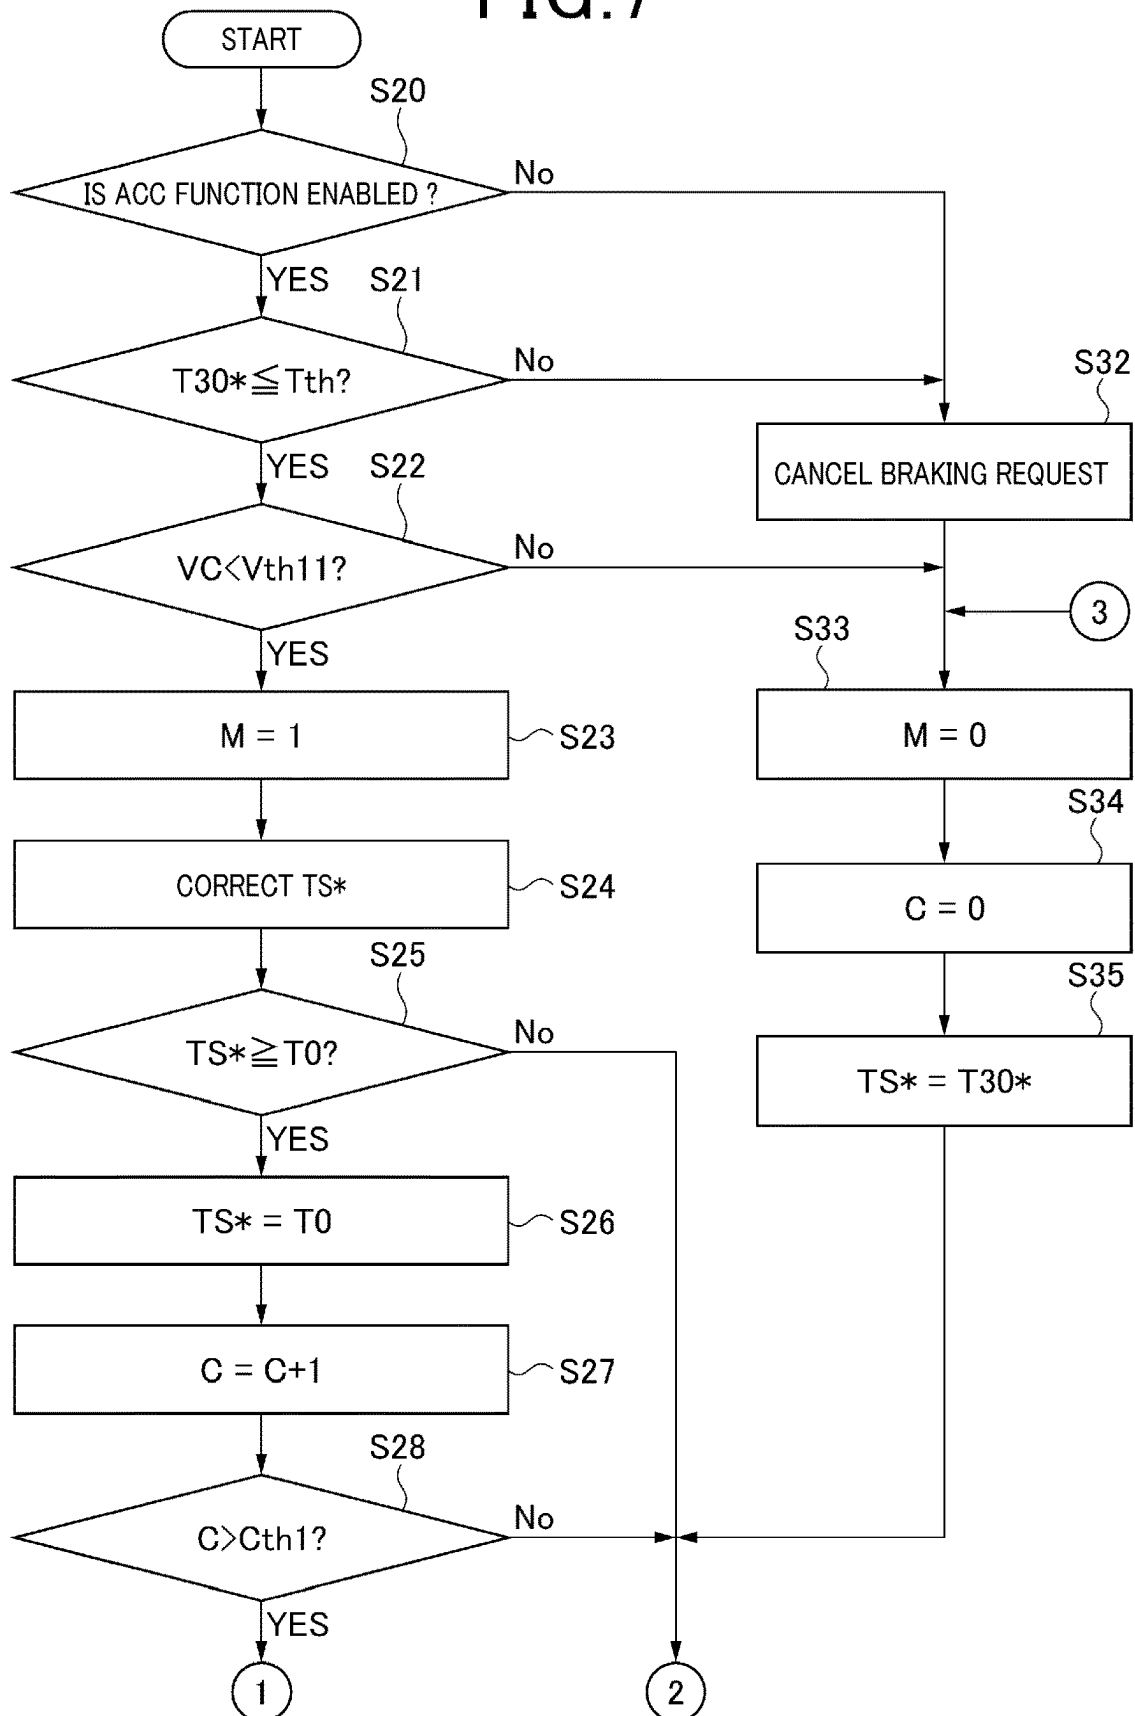 FIG.7
START
S20
IS ACC FUNCTION ENABLED ?
No
YES
S21
T30*≦Tth?
No
S32
CANCEL BRAKING REQUEST
YES
S22
VC<Vth11?
No
3
YES
S33
M = 1
S23
M = 0
S34
CORRECT TS*
S24
C = 0
S25
S35
TS*≧T0?
No
TS* = T30*
YES
TS* = T0
S26
C = C+1
S27
S28
C>Cth1?
No
YES
1
2